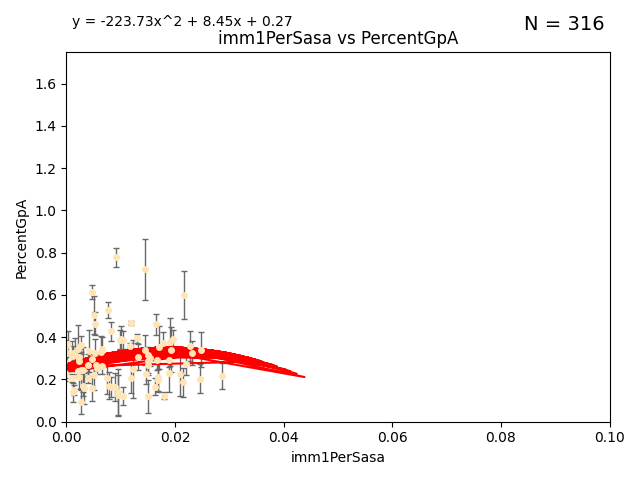 y = -223.73x^2 + 8.45x + 0.27
N = 316
imm1PerSasa vs PercentGpA
1.6
1.4
1.2
1.0
0.8
0.6
0.4
0.2
0.0
PercentGpA
0.00 0.02 0.04 0.06 0.08 0.10
imm1PerSasa